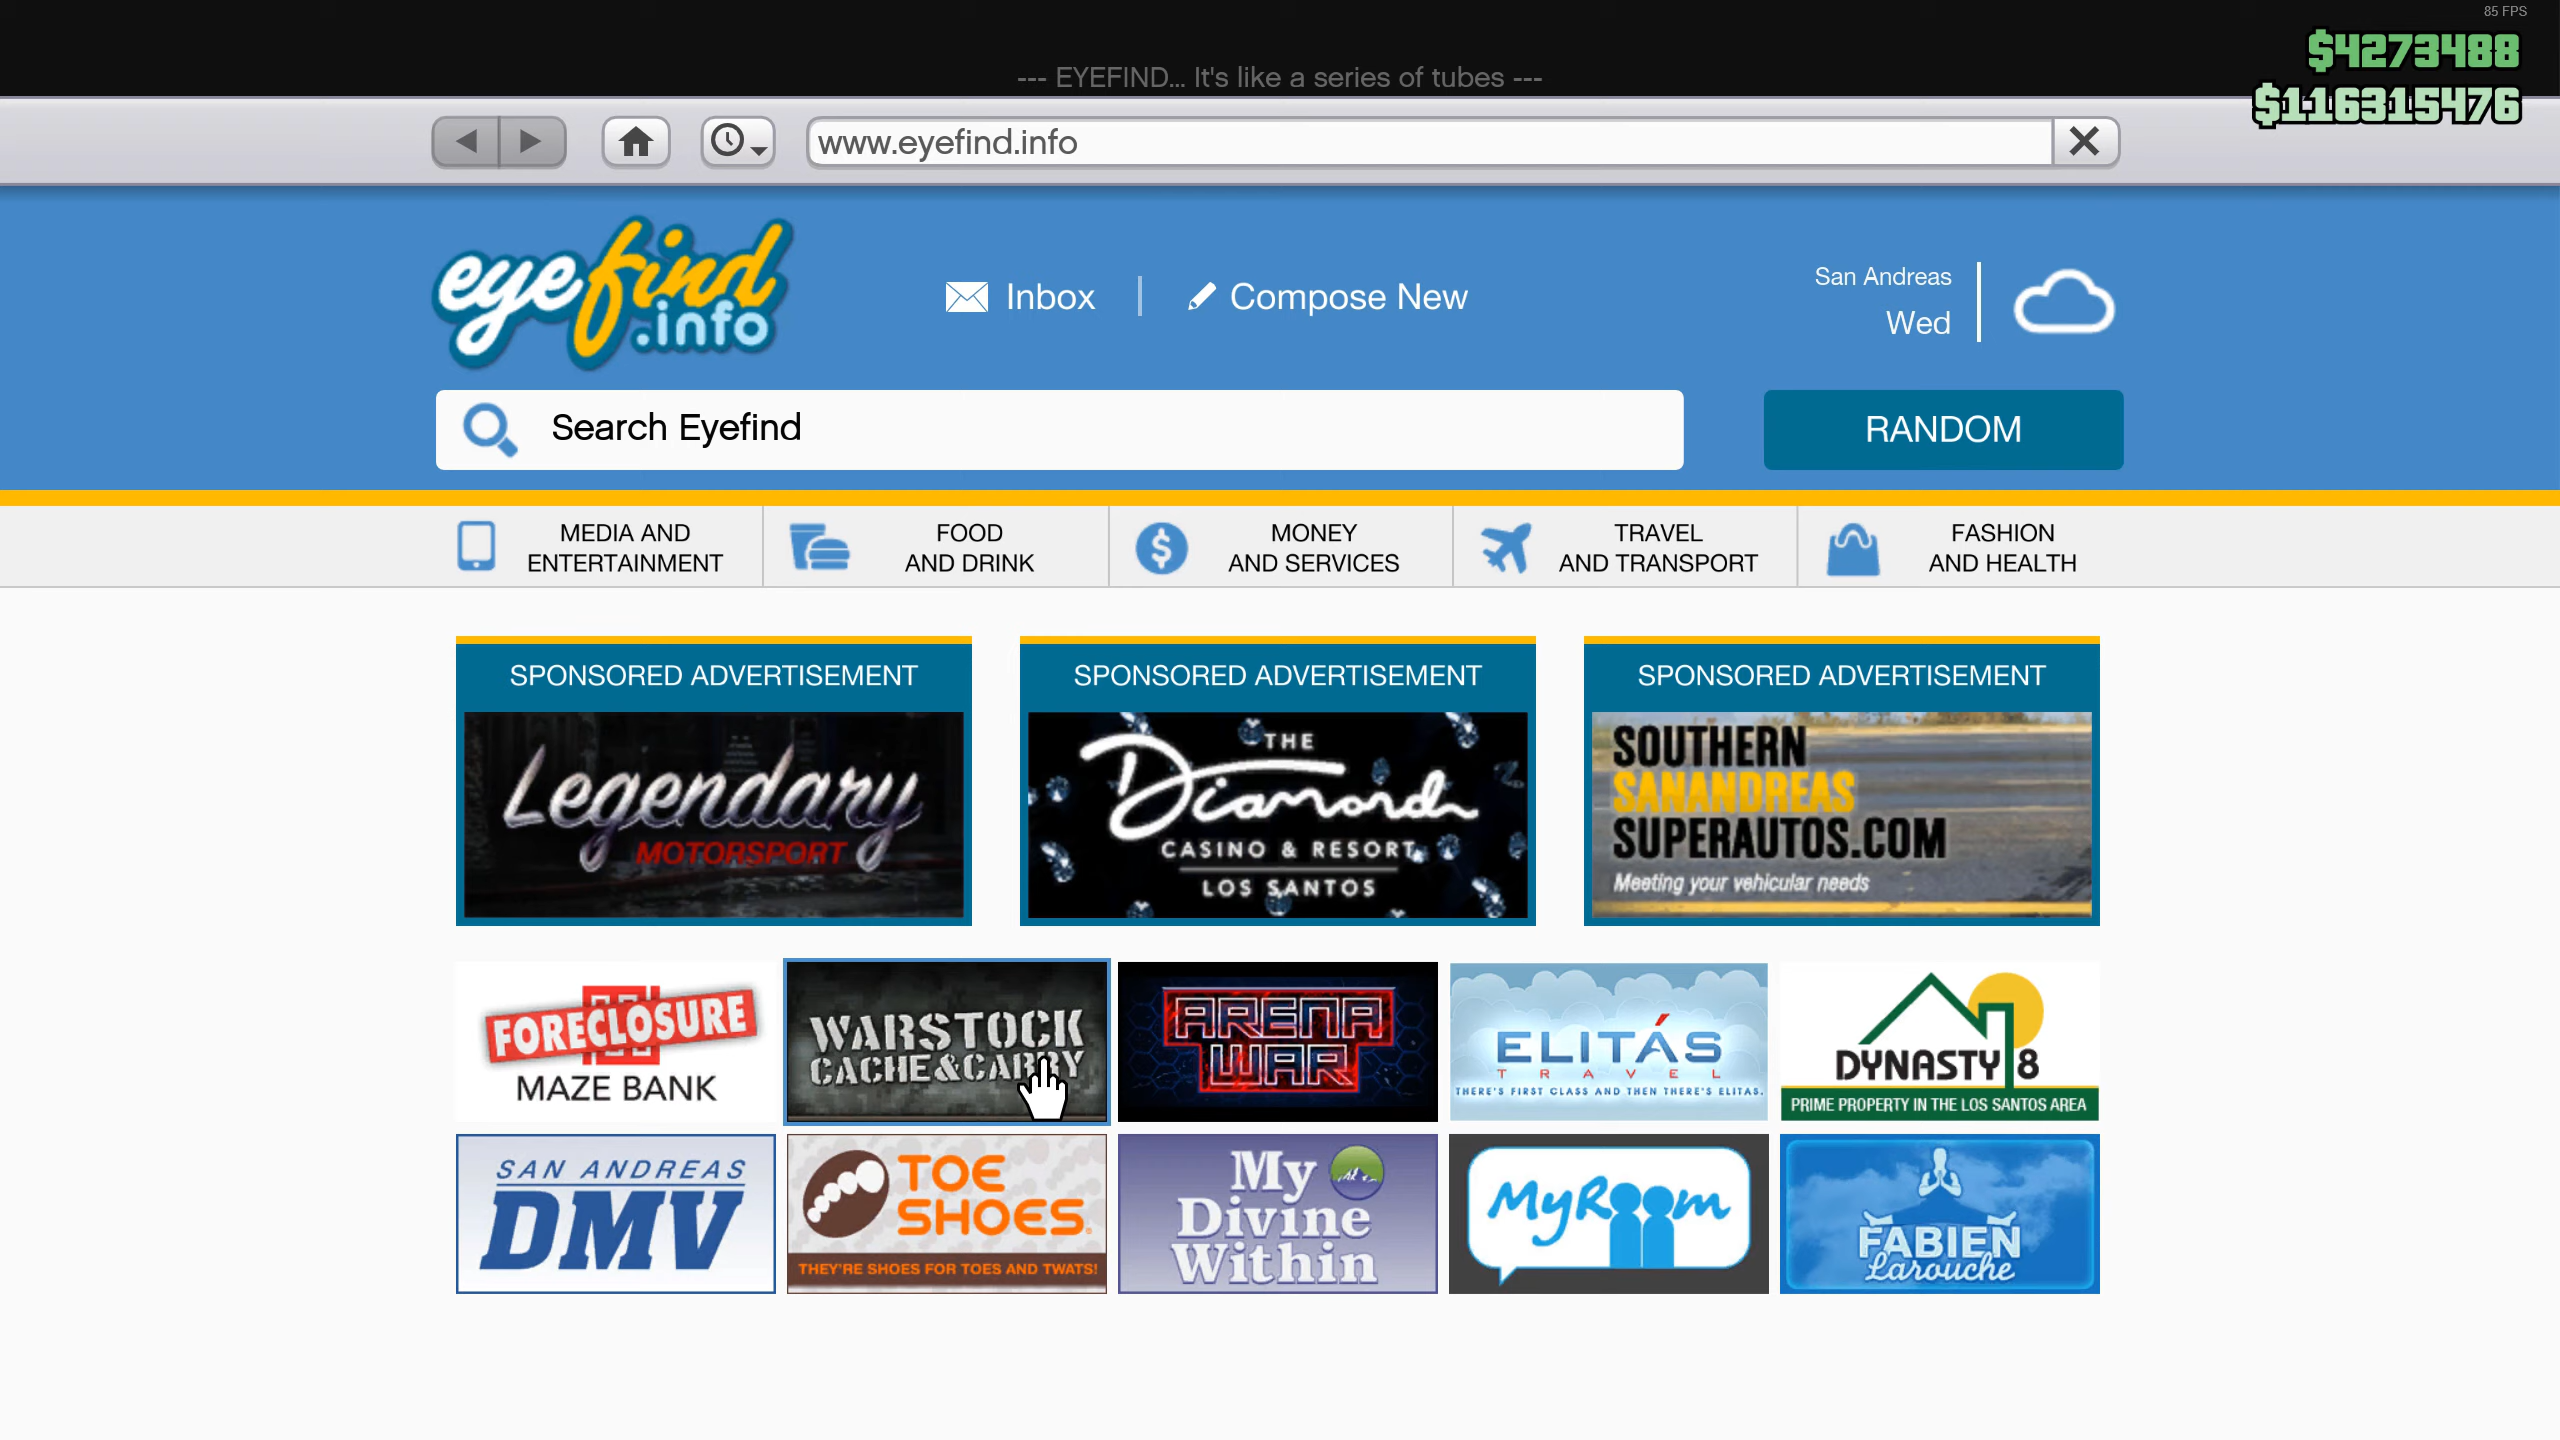 85 FPS
$4273488
--- EYEFIND... It's like a series of tubes ---
$116315476
www.eyefind.info
eyefind
.info
Inbox
Compose New
San Andreas
Wed
Search Eyefind
RANDOM
MEDIA AND
ENTERTAINMENT
FOOD
AND DRINK
MONEY
AND SERVICES
TRAVEL
AND TRANSPORT
FASHION
AND HEALTH
SPONSORED ADVERTISEMENT
Legendary
MOTORSPORT
SPONSORED ADVERTISEMENT
THE
Diamond
CASINO & RESORT
LOS SANTOS
SPONSORED ADVERTISEMENT
SOUTHERN
SANANDREAS
SUPERAUTOS.COM
Meeting your vehicular needs
FORECLOSURE
MAZE BANK
WARSTOCK
CACHE&CARRY
ARENA
WAR
ELITÁS
TRAVEL
THERE'S FIRST CLASS AND THEN THERE'S ELITAS.
DYNASTY 8
PRIME PROPERTY IN THE LOS SANTOS AREA
SAN ANDREAS
DMV
TOE
SHOES
THEY'RE SHOES FOR TOES AND TWATS!
My
Divine
Within
MyRoom
FABIEN
Larouche